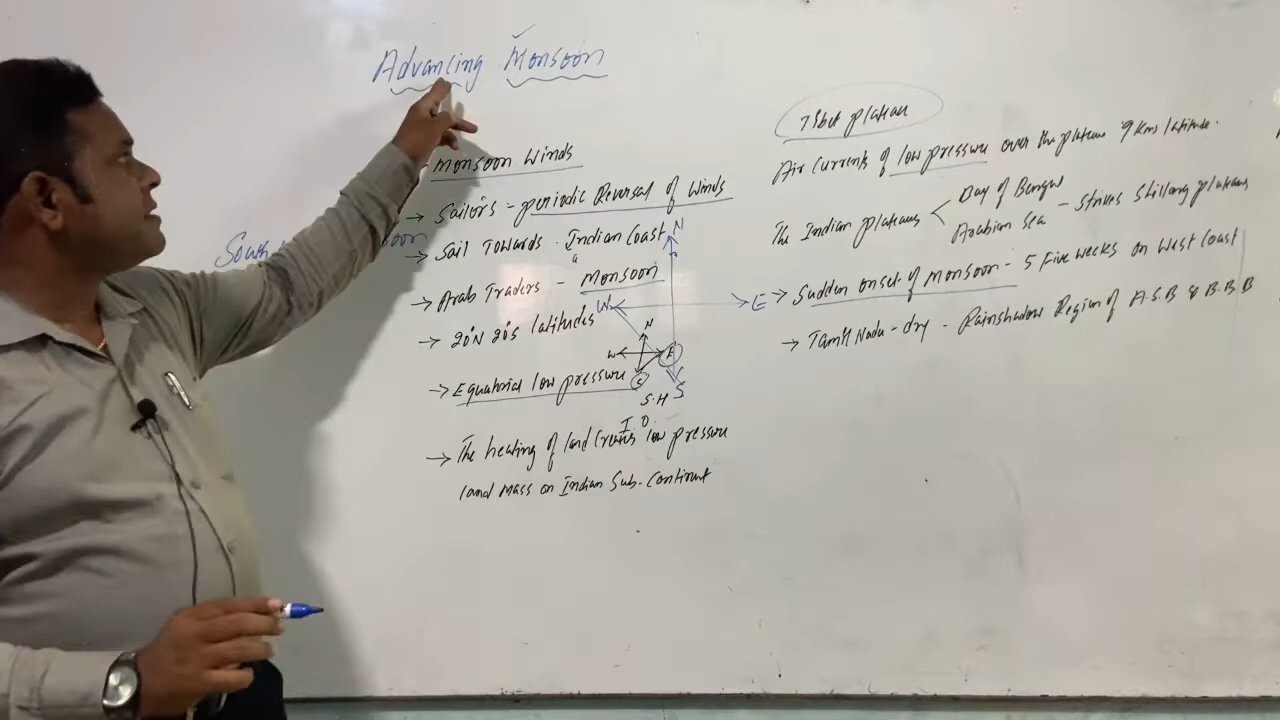 Advancing Monsoon
- Monsoon Winds
→ Sailors - periodic Reversal of Winds
South
oon
→ Sail Towards Indian Coast
→ Arab Traders - Monsoon
→ 20°N 20°S latitudes
→ Equatorial low pressure
→ The heating of land creates low pressure
land mass on Indian Sub-Continent
N
W
E
S
N
W
E
S
S.H
I O
Tibet plateau
Air Currents of low pressure over the plateau 9 Kms latitude.
The Indian plateaus < Bay of Bengal
Arabian Sea - strikes Shillong plateaus
→ Sudden onset of Monsoon - 5 Five weeks on West Coast
→ Tamil Nadu - dry - Rainshadow Region of A.S.B & B.B.B